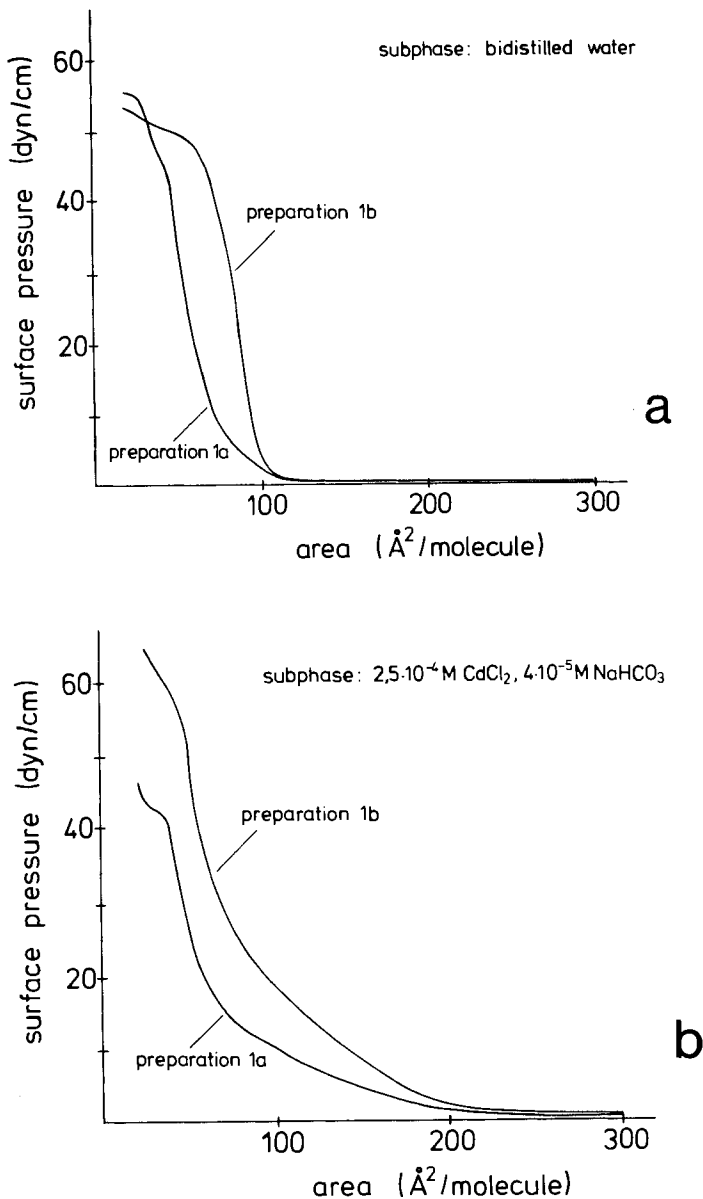 subphase: bidistilled water
surface pressure (dyn/cm)
60
40
20
preparation 1b
preparation 1a
100
200
300
area (Å²/molecule)
a
subphase: 2,5·10⁻⁴ M CdCl₂, 4·10⁻⁵M NaHCO₃
surface pressure (dyn/cm)
60
40
20
preparation 1b
preparation 1a
100
200
300
area (Å²/molecule)
b